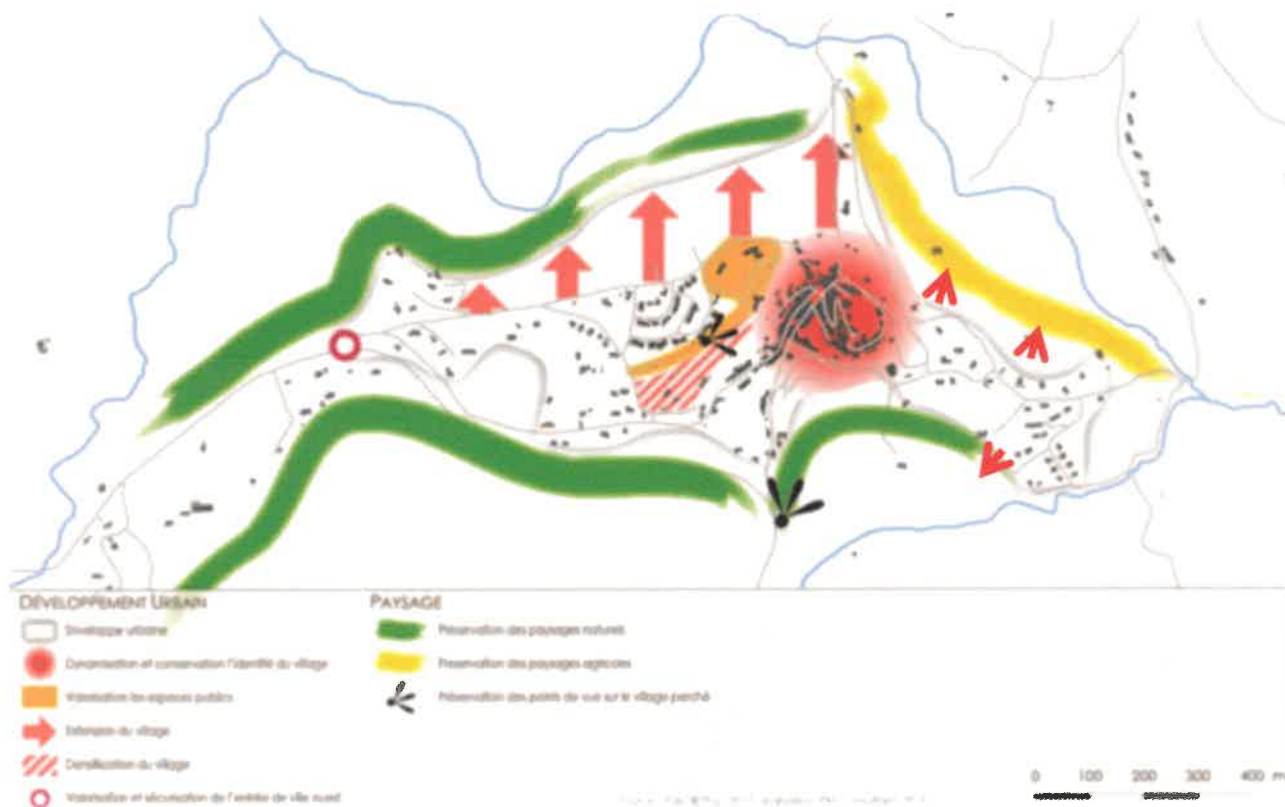 DÉVELOPPEMENT URBAIN
Enveloppe urbaine
Dynamisation et conservation l'identité du village
Valorisation les espaces publics
Extension du village
Densification du village
Valorisation et sécurisation de l'entrée de ville ouest
PAYSAGE
Préservation des paysages naturels
Préservation des paysages agricoles
Préservation des points de vue sur le village perché
0 100 200 300 400 m